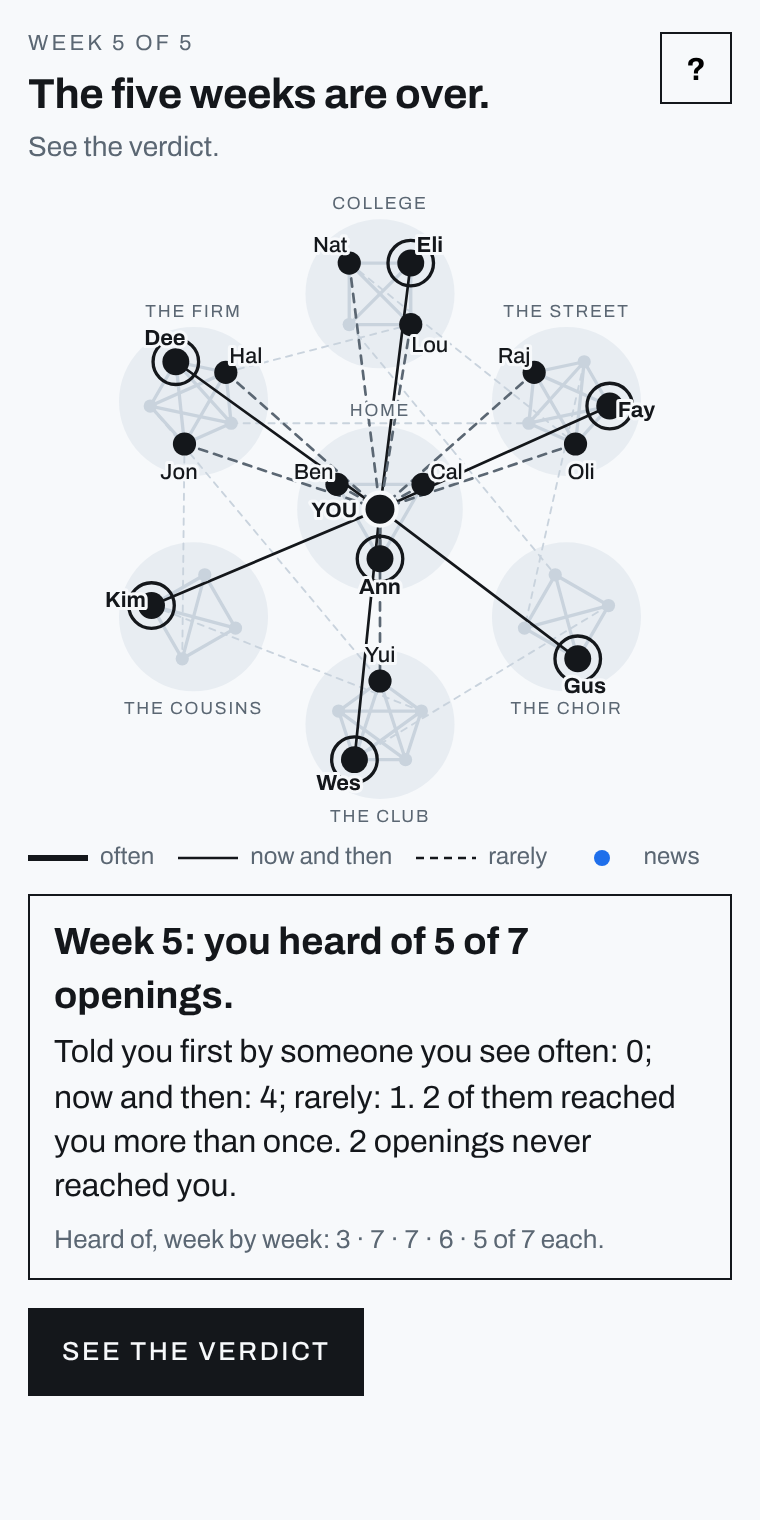 WEEK 5 OF 5
?
The five weeks are over.
See the verdict.
COLLEGE
Nat
Eli
THE FIRM
THE STREET
Dee
Hal
Lou
Raj
HOME
Fay
Jon
Ben
Cal
Oli
YOU
Ann
Kim
Yui
Gus
THE COUSINS
THE CHOIR
Wes
THE CLUB
often
now and then
rarely
news
Week 5: you heard of 5 of 7
openings.
Told you first by someone you see often: 0;
now and then: 4; rarely: 1. 2 of them reached
you more than once. 2 openings never
reached you.
Heard of, week by week: 3 · 7 · 7 · 6 · 5 of 7 each.
SEE THE VERDICT